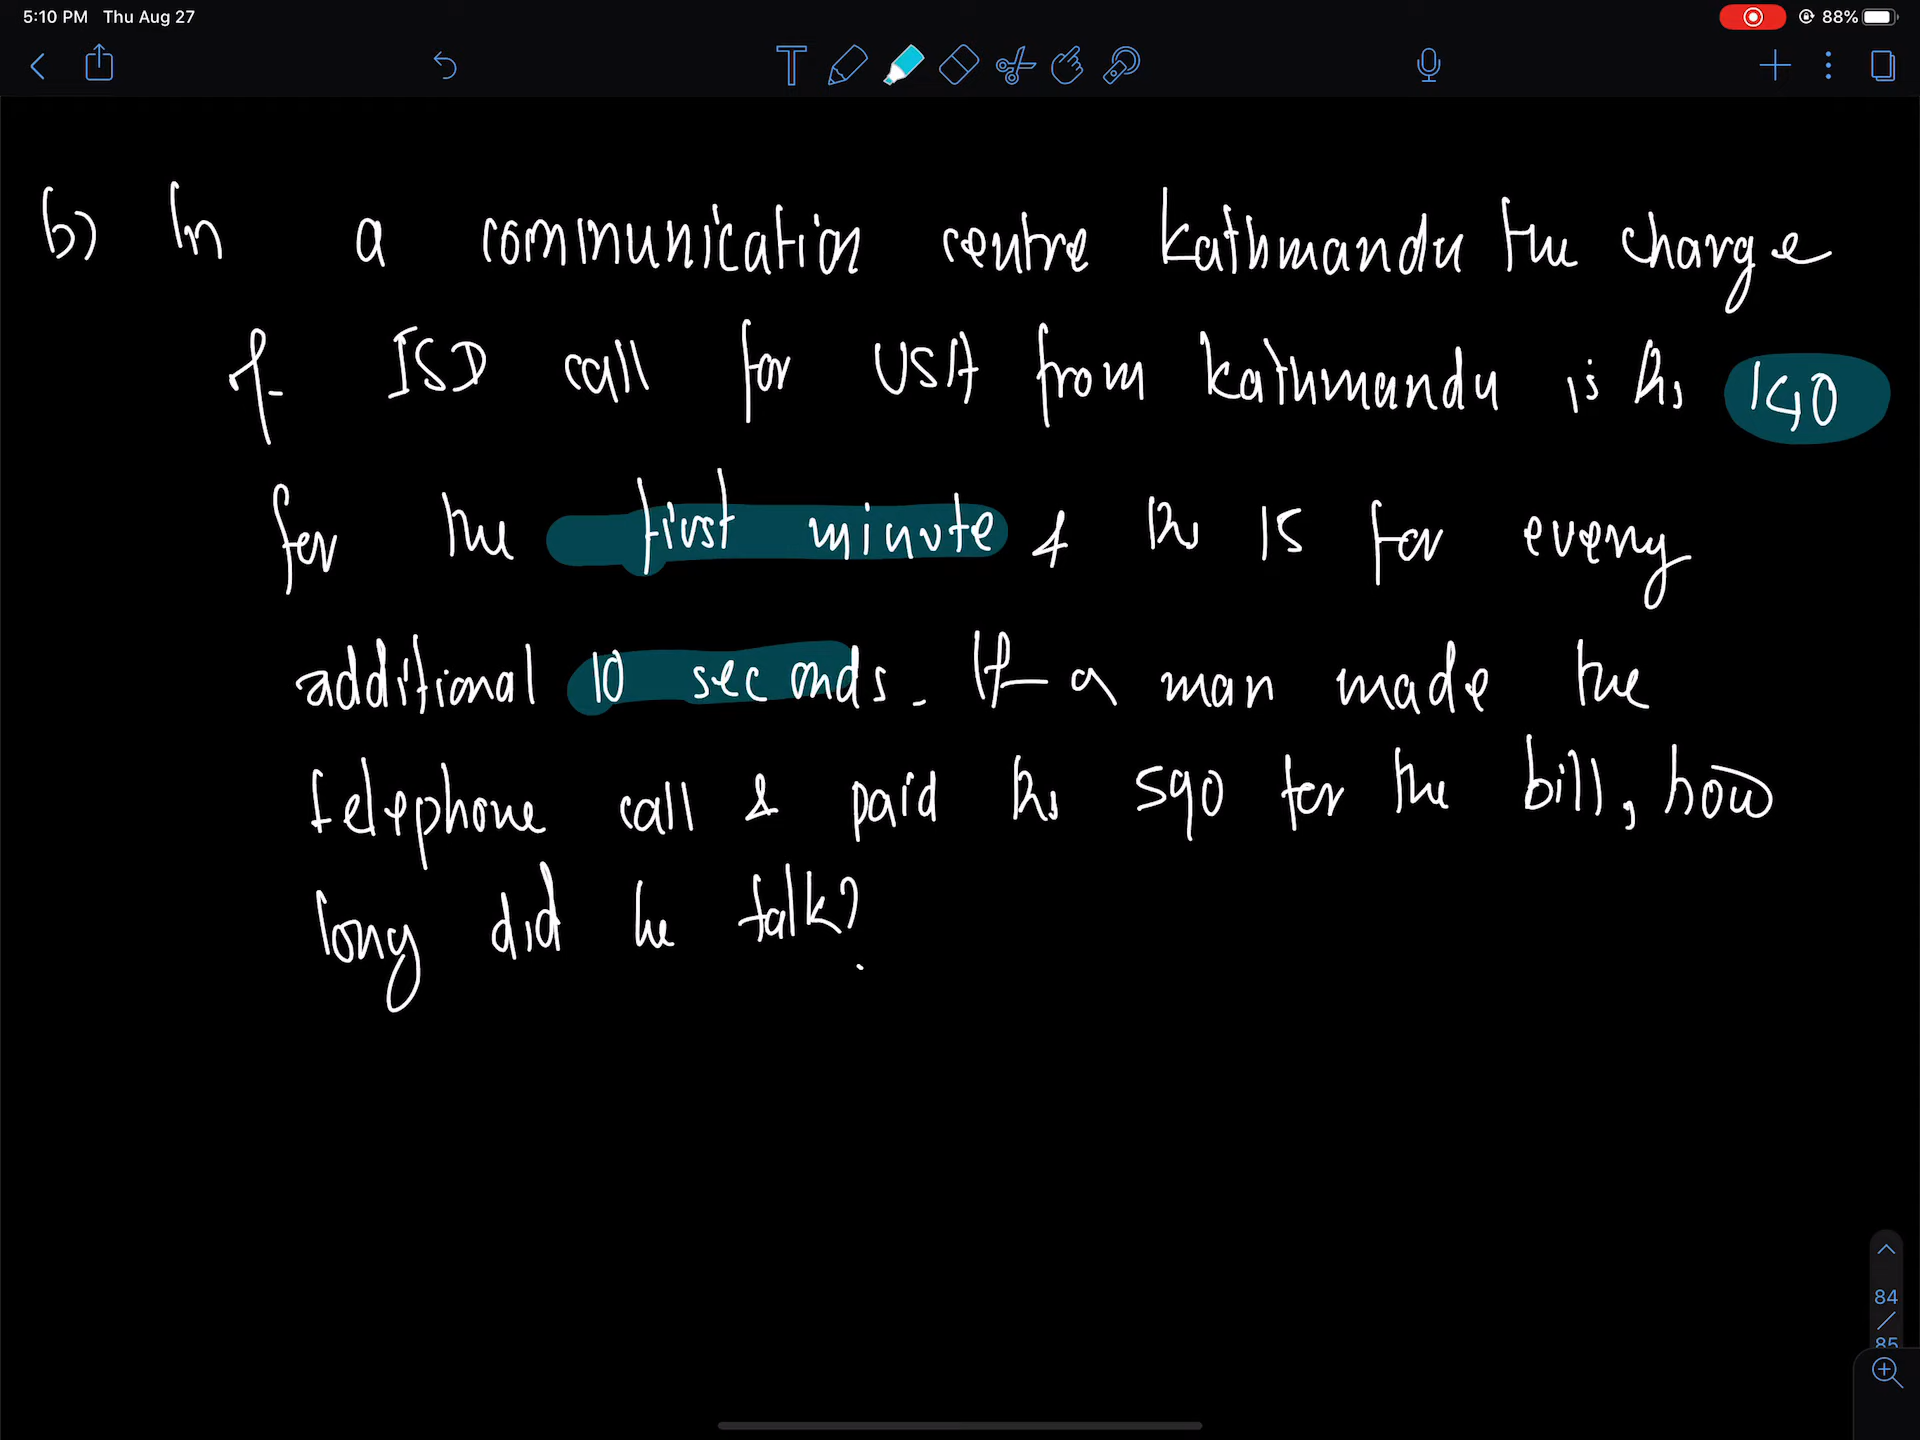 5:10 PM Thu Aug 27
88%
b) In a communication centre Kathmandu the charge
of ISD call for USA from Kathmandu is Rs 140
for the first minute & Rs 15 for every
additional 10 seconds. If a man made the
telephone call & paid Rs 590 for the bill, how
long did he talk?
84
/
85